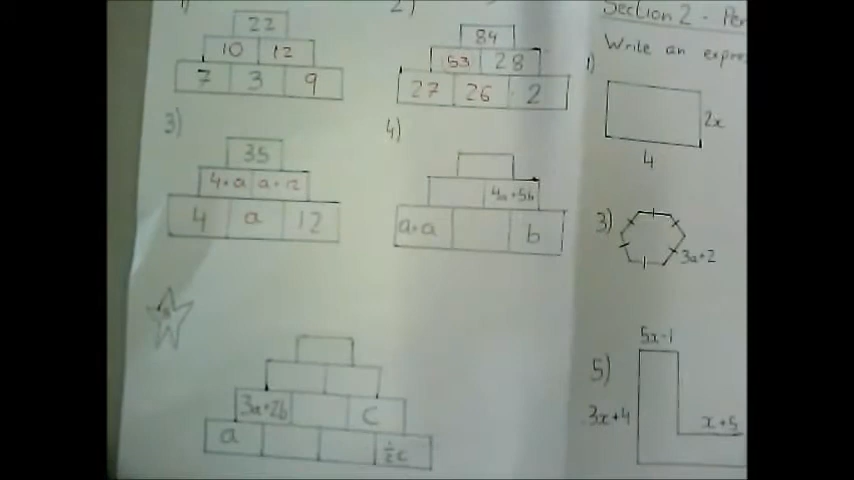 1)
22
10 12
7 3 9
2)
84
53 28
27 26 2
3)
35
4+a a+12
4 a 12
4)
4a+5b
a+a b
3a+2b C
a ½c
Section 2 - Per
Write an expre
1)
2x
4
3)
3a+2
5)
5x-1
3x+4
x+5